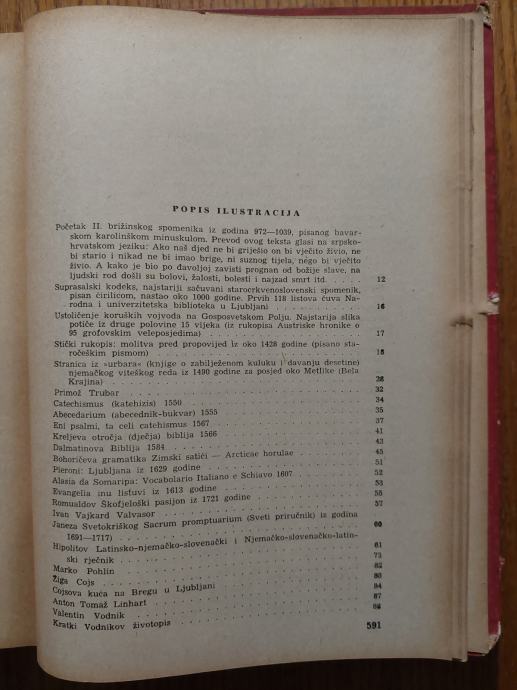 POPIS ILUSTRACIJA
Početak II. brižinskog spomenika iz godina 972—1039, pisanog bavar-
skom karolinškom minuskulom. Prevod ovog teksta glasi na srpsko-
hrvatskom jeziku: Ako naš djed ne bi griješio on bi vječito živio, ne
bi stario i nikad ne bi imao brige, ni suznog tijela, nego bi vječito
živio. A kako je bio po davoljoj zavisti prognan od božije slave, na
ljudski rod došli su bolovi, žalosti, bolesti i najzad smrt itd. . . . . . 12
Suprasalski kodeks, najstariji sačuvani starocrkvenoslovenski spomenik,
pisan ćirilicom, nastao oko 1000 godine. Prvih 118 listova čuva Na-
rodna i univerzitetska biblioteka u Ljubljani . . . . . . . . . . 16
Ustoličenje koruških vojvoda na Gosposvetskom Polju. Najstarija slika
potiče iz druge polovine 15 vijeka (iz rukopisa Austriske hronike o
95 grofovskim veleposjedima) . . . . . . . . . . . . . 17
Stički rukopis: molitva pred propovijed iz oko 1428 godine (pisano sta-
ročeškim pismom) . . . . . . . . . . . . . . . 18
Stranica iz »urbara« (knjige o zabilježenom kuluku i davanju desetine)
njemačkog viteškog reda iz 1490 godine za posjed oko Metlike (Bela
Krajina) . . . . . . . . . . . . . . . . . 28
Primož Trubar . . . . . . . . . . . . . . . . 32
Catechismus (katehizis) 1550 . . . . . . . . . . . . 34
Abecedarium (abecednik-bukvar) 1555 . . . . . . . . . . 35
Eni psalmi, ta celi catehismus 1567 . . . . . . . . . . 37
Kreljeva otročja (dječja) biblija 1566 . . . . . . . . . . 41
Dalmatinova Biblija 1584 . . . . . . . . . . . . . 43
Bohoričeva gramatika Zimski satići — Arcticae horulae . . . . . 45
Pieroni: Ljubljana iz 1629 godine . . . . . . . . . . . 51
Alasia da Somaripa: Vocabolario Italiano e Schiavo 1607 . . . . . 52
Evangelia inu listuvi iz 1613 godine . . . . . . . . . . 53
Romualdov Skofjeloški pasijon iz 1721 godine . . . . . . . . 55
Ivan Vajkard Valvasor . . . . . . . . . . . . . . 57
Janeza Svetokriškog Sacrum promptuarium (Sveti priručnik) iz godina
1691—1717) . . . . . . . . . . . . . . . . 60
Hipolitov Latinsko-njemačko-slovenački i Njemačko-slovenačko-latin-
ski rječnik . . . . . . . . . . . . . . . . 61
Marko Pohlin . . . . . . . . . . . . . . . . 73
Žiga Cojs . . . . . . . . . . . . . . . . . 82
Cojsova kuća na Bregu u Ljubljani . . . . . . . . . . . 83
Anton Tomaž Linhart . . . . . . . . . . . . . . 84
Valentin Vodnik . . . . . . . . . . . . . . . 87
Kratki Vodnikov životopis . . . . . . . . . . . . . 88
591